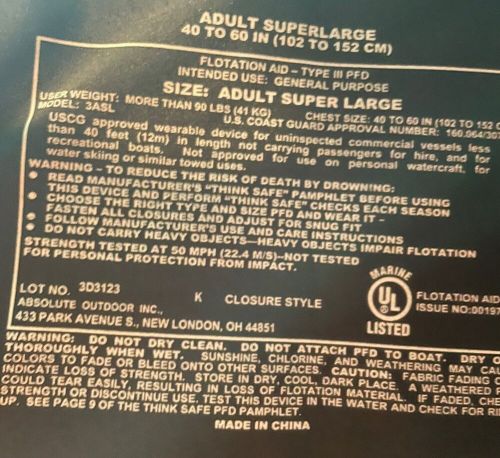 ADULT SUPERLARGE
40 TO 60 IN (102 TO 152 CM)
FLOTATION AID – TYPE III PFD
INTENDED USE: GENERAL PURPOSE
SIZE: ADULT SUPER LARGE
USER WEIGHT: MORE THAN 90 LBS (41 KG) CHEST SIZE: 40 TO 60 IN (102 TO 152 C
MODEL: 3ASL U.S. COAST GUARD APPROVAL NUMBER: 160.064/30
USCG approved wearable device for uninspected commercial vessels less
than 40 feet (12m) in length not carrying passengers for hire, and for
recreational boats. Not approved for use on personal watercraft, for
water skiing or similar towed uses.
WARNING – TO REDUCE THE RISK OF DEATH BY DROWNING:
• READ MANUFACTURER'S "THINK SAFE" PAMPHLET BEFORE USING
THIS DEVICE AND PERFORM "THINK SAFE" CHECKS EACH SEASON
• CHOOSE THE RIGHT TYPE AND SIZE PFD AND WEAR IT –
FASTEN ALL CLOSURES AND ADJUST FOR SNUG FIT
• FOLLOW MANUFACTURER'S USE AND CARE INSTRUCTIONS
• DO NOT CARRY HEAVY OBJECTS—HEAVY OBJECTS IMPAIR FLOTATION
STRENGTH TESTED AT 50 MPH (22.4 M/S)–NOT TESTED
FOR PERSONAL PROTECTION FROM IMPACT.
MARINE
UL
LISTED
FLOTATION AID
ISSUE NO:00197
LOT NO. 3D3123 K CLOSURE STYLE
ABSOLUTE OUTDOOR INC.,
433 PARK AVENUE S., NEW LONDON, OH 44851
WARNING: DO NOT DRY CLEAN. DO NOT ATTACH PFD TO BOAT. DRY
THOROUGHLY WHEN WET. SUNSHINE, CHLORINE, AND WEATHERING MAY CAU
COLORS TO FADE OR BLEED ONTO OTHER SURFACES. CAUTION: FABRIC FADING
INDICATE LOSS OF STRENGTH. STORE IN DRY, COOL, DARK PLACE. A WEATHERED P
COULD TEAR EASILY, RESULTING IN LOSS OF FLOTATION MATERIAL. IF FADED, CHE
STRENGTH OR DISCONTINUE USE. TEST THIS DEVICE IN THE WATER AND CHECK FOR RI
UP. SEE PAGE 9 OF THE THINK SAFE PFD PAMPHLET.
MADE IN CHINA